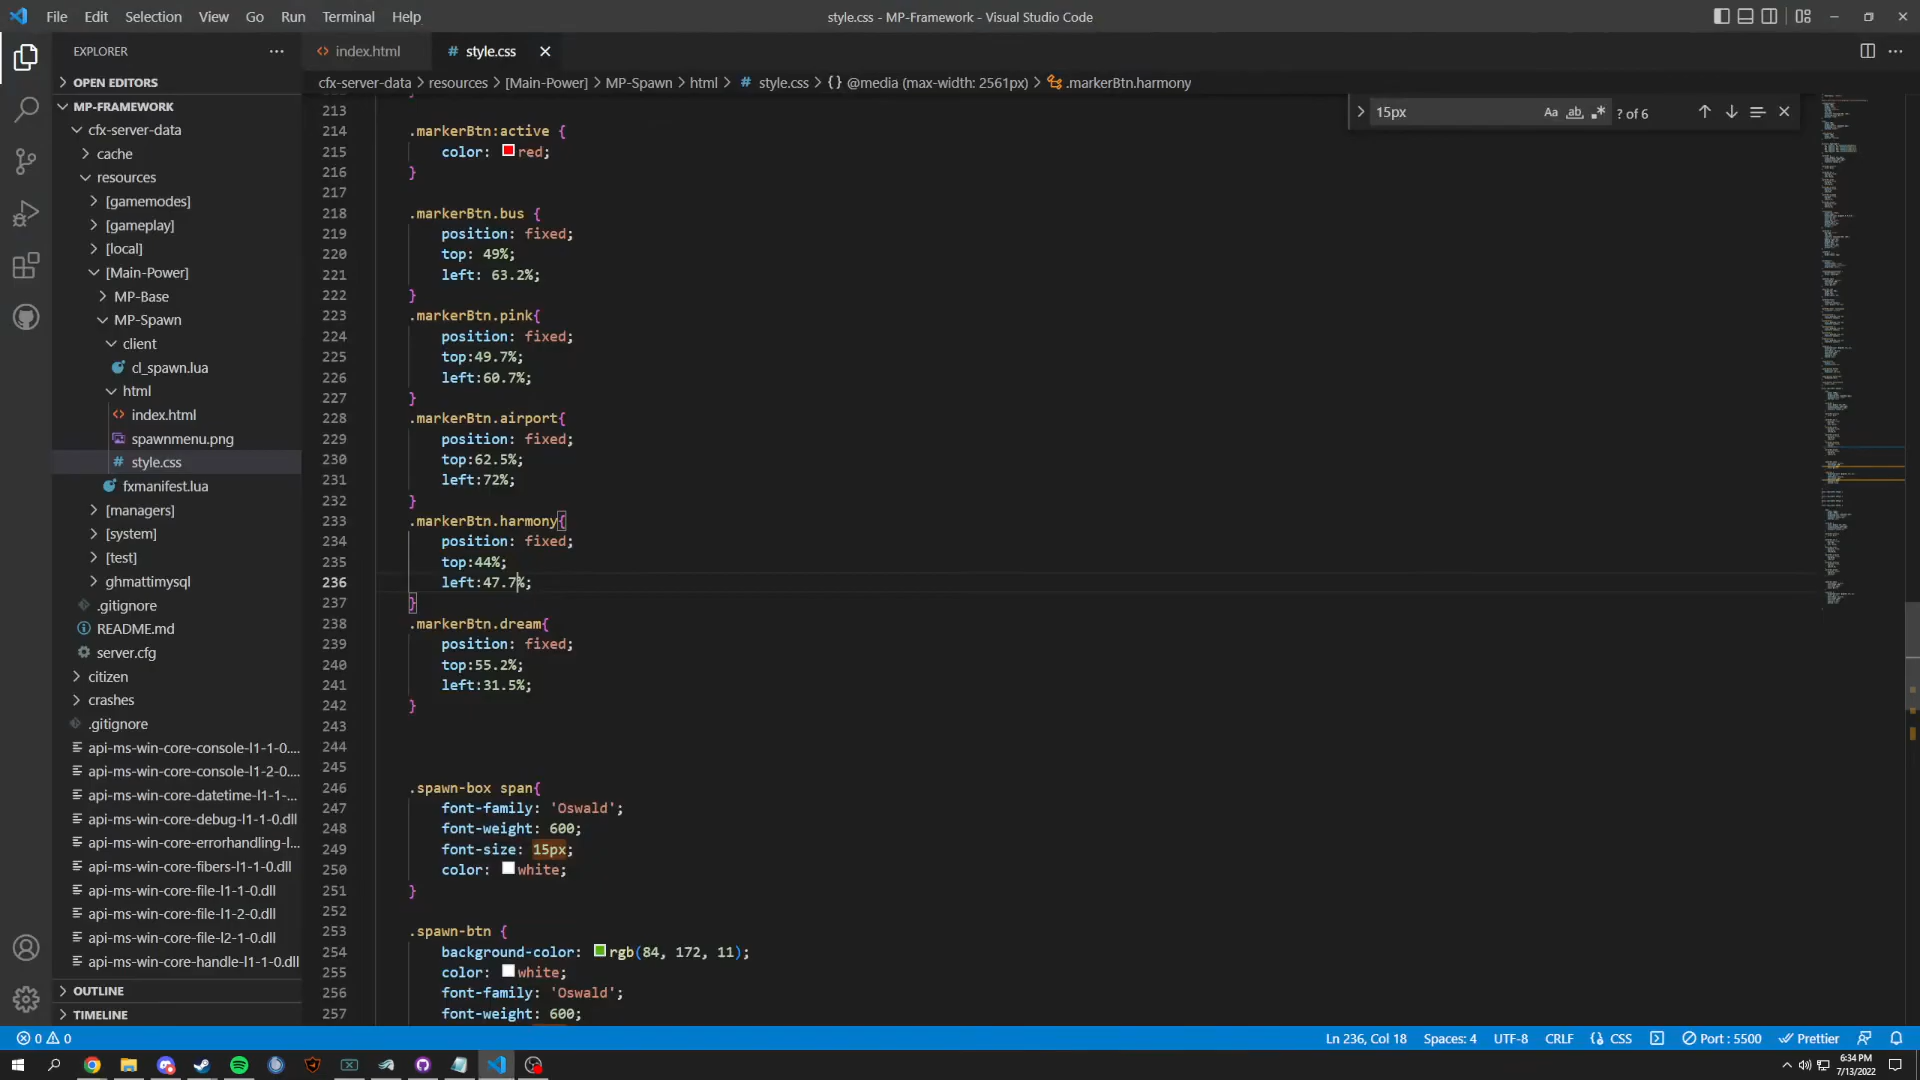 File Edit Selection View Go Run Terminal Help
style.css - MP-Framework - Visual Studio Code
EXPLORER
index.html
# style.css
OPEN EDITORS
MP-FRAMEWORK
cfx-server-data
cache
resources
[gamemodes]
[gameplay]
[local]
[Main-Power]
MP-Base
MP-Spawn
client
cl_spawn.lua
html
index.html
spawnmenu.png
# style.css
fxmanifest.lua
[managers]
[system]
[test]
ghmattimysql
.gitignore
README.md
server.cfg
citizen
crashes
.gitignore
api-ms-win-core-console-l1-1-0....
api-ms-win-core-console-l1-2-0....
api-ms-win-core-datetime-l1-1-...
api-ms-win-core-debug-l1-1-0.dll
api-ms-win-core-errorhandling-l...
api-ms-win-core-fibers-l1-1-0.dll
api-ms-win-core-file-l1-1-0.dll
api-ms-win-core-file-l1-2-0.dll
api-ms-win-core-file-l2-1-0.dll
api-ms-win-core-handle-l1-1-0.dll
OUTLINE
TIMELINE
cfx-server-data > resources > [Main-Power] > MP-Spawn > html > # style.css > {} @media (max-width: 2561px) > .markerBtn.harmony
15px Aa ab .* ? of 6
213
214 .markerBtn:active {
215 color: red;
216 }
217
218 .markerBtn.bus {
219 position: fixed;
220 top: 49%;
221 left: 63.2%;
222 }
223 .markerBtn.pink{
224 position: fixed;
225 top:49.7%;
226 left:60.7%;
227 }
228 .markerBtn.airport{
229 position: fixed;
230 top:62.5%;
231 left:72%;
232 }
233 .markerBtn.harmony{
234 position: fixed;
235 top:44%;
236 left:47.7%;
237 }
238 .markerBtn.dream{
239 position: fixed;
240 top:55.2%;
241 left:31.5%;
242 }
243
244
245
246 .spawn-box span{
247 font-family: 'Oswald';
248 font-weight: 600;
249 font-size: 15px;
250 color: white;
251 }
252
253 .spawn-btn {
254 background-color: rgb(84, 172, 11);
255 color: white;
256 font-family: 'Oswald';
257 font-weight: 600;
0 0 Ln 236, Col 18 Spaces: 4 UTF-8 CRLF {} CSS Port : 5500 Prettier
6:34 PM
7/13/2022